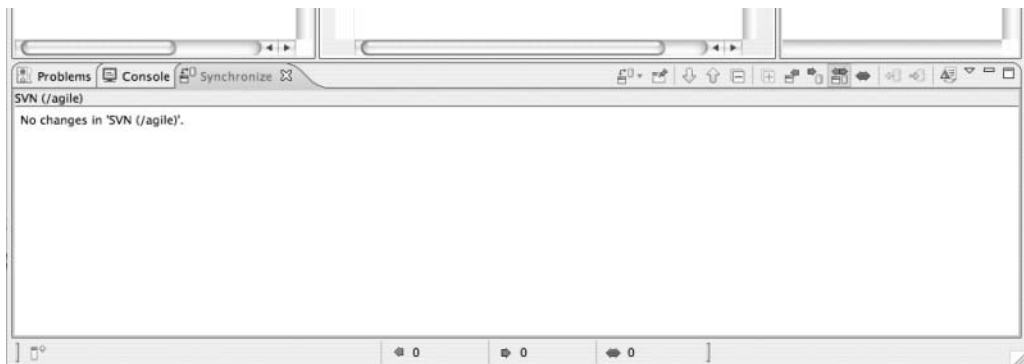 Problems Console Synchronize
SVN (/agile)
No changes in 'SVN (/agile)'.
0 0 0